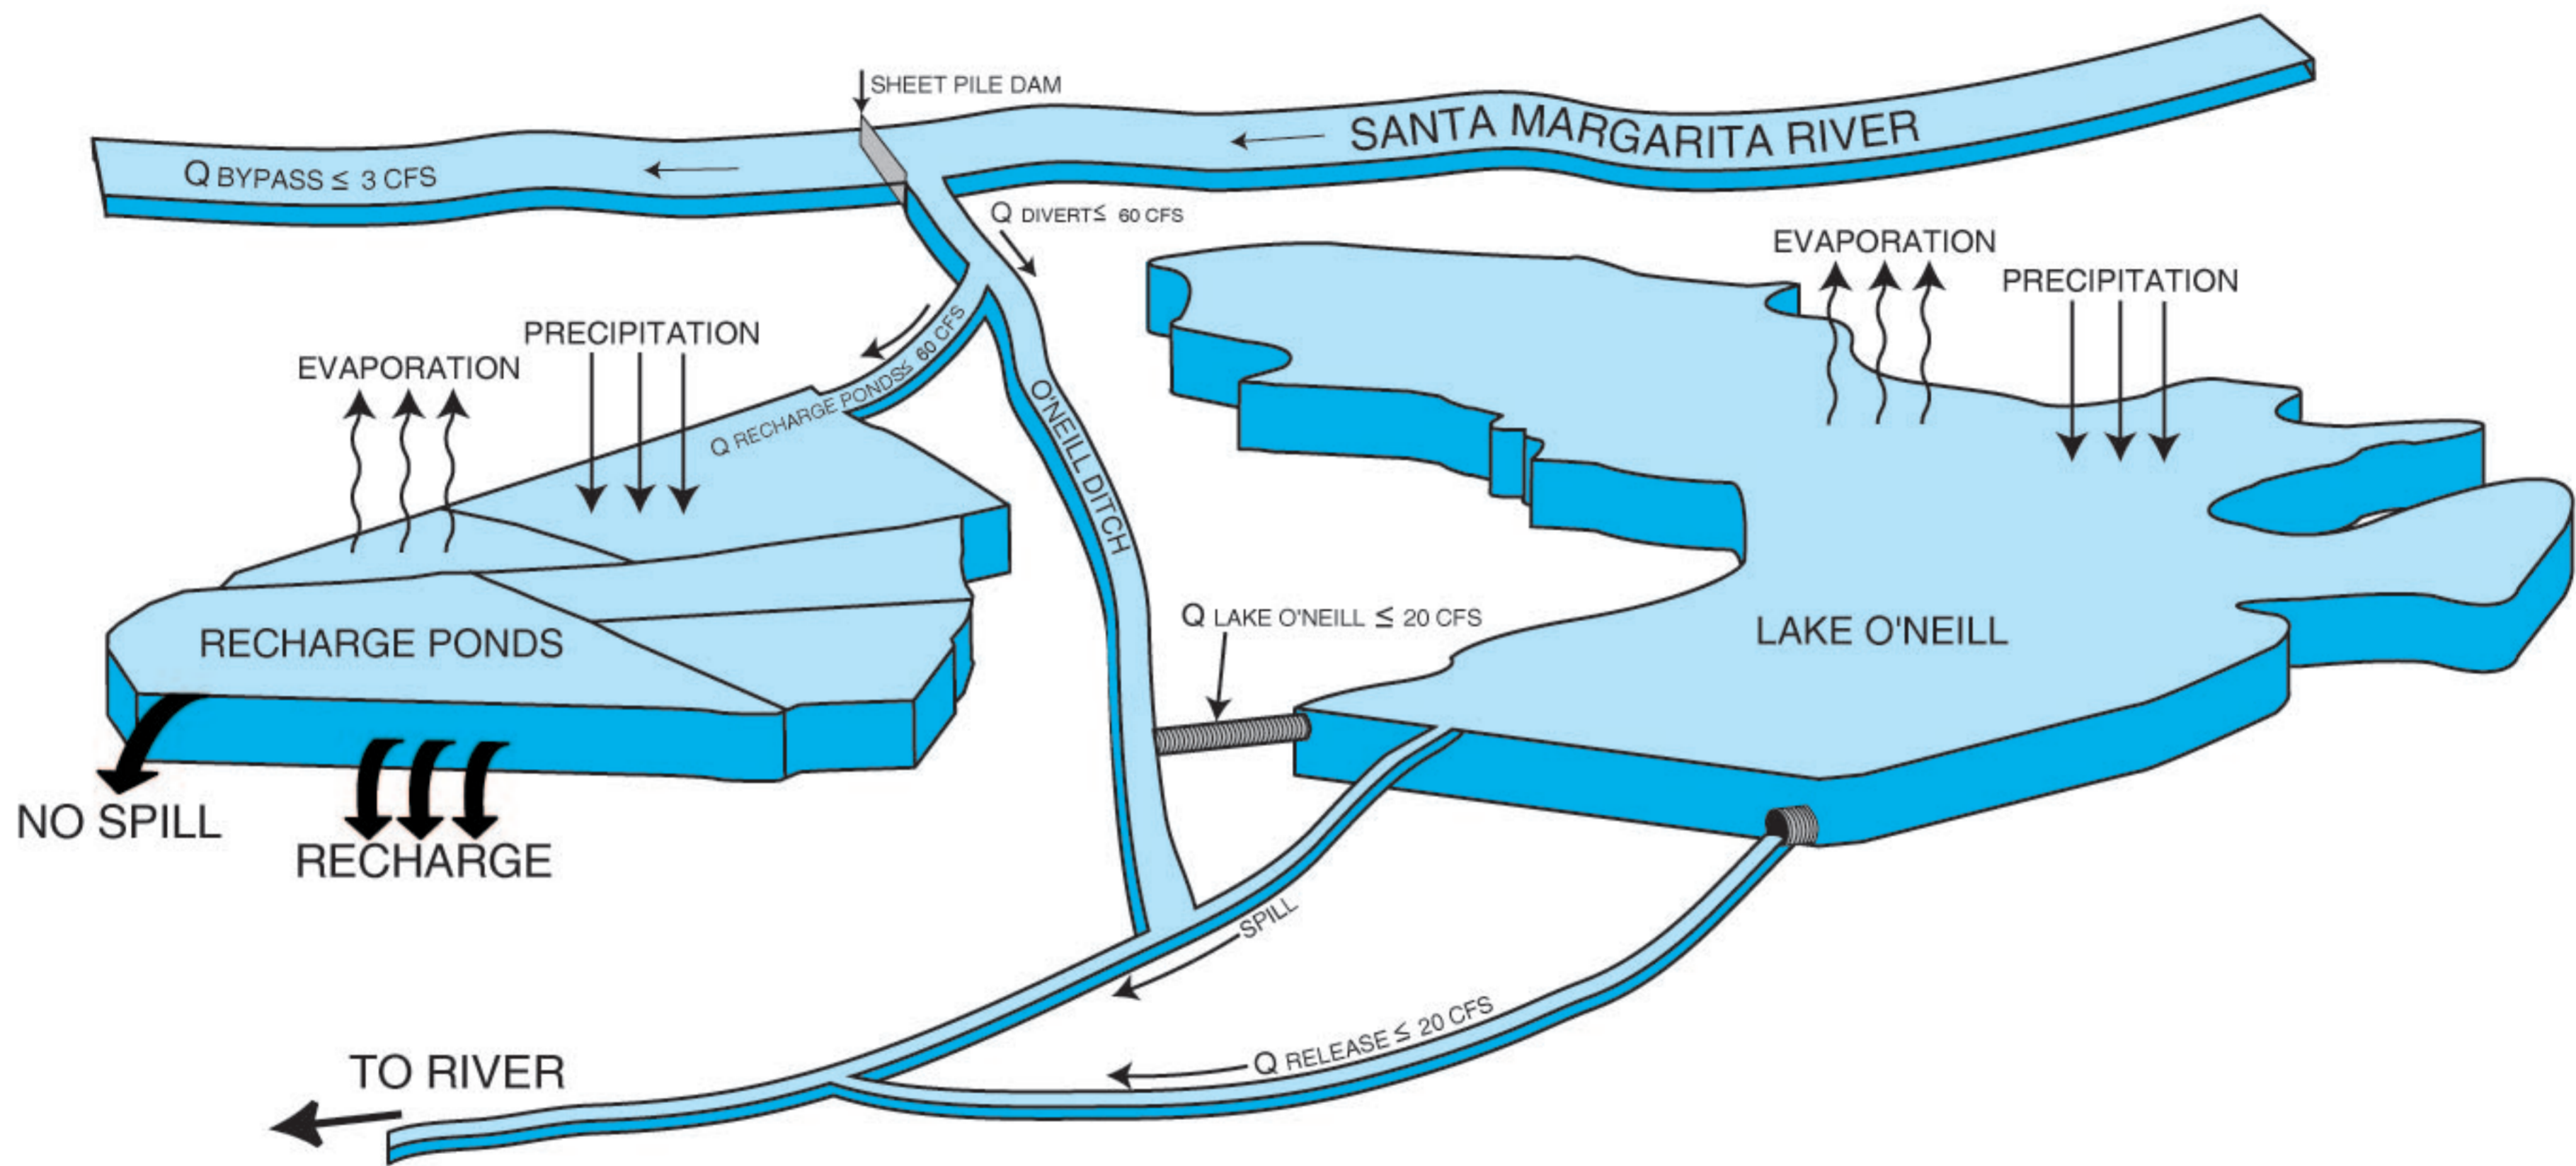 SHEET PILE DAM
SANTA MARGARITA RIVER
Q BYPASS ≤ 3 CFS
Q DIVERT≤ 60 CFS
EVAPORATION
PRECIPITATION
PRECIPITATION
EVAPORATION
Q RECHARGE PONDS≤ 60 CFS
O'NEILL DITCH
Q LAKE O'NEILL ≤ 20 CFS
LAKE O'NEILL
RECHARGE PONDS
NO SPILL
RECHARGE
SPILL
Q RELEASE ≤ 20 CFS
TO RIVER